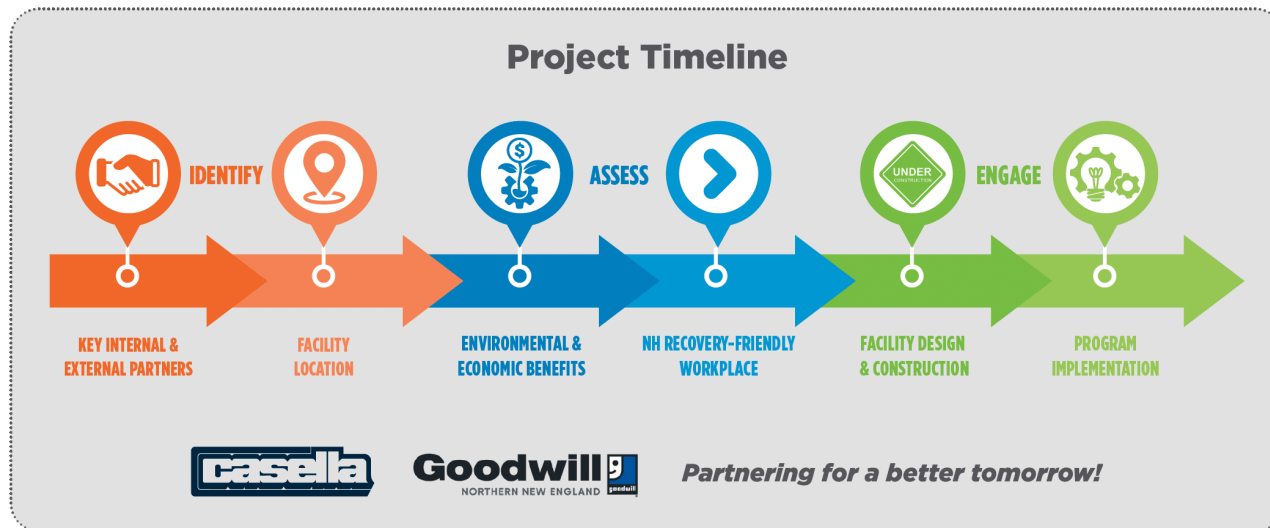 Project Timeline
IDENTIFY
ASSESS
ENGAGE
$
UNDER
CONSTRUCTION
KEY INTERNAL &
EXTERNAL PARTNERS
FACILITY
LOCATION
ENVIRONMENTAL &
ECONOMIC BENEFITS
NH RECOVERY-FRIENDLY
WORKPLACE
FACILITY DESIGN
& CONSTRUCTION
PROGRAM
IMPLEMENTATION
casella
Goodwill
NORTHERN NEW ENGLAND
g
goodwill
Partnering for a better tomorrow!